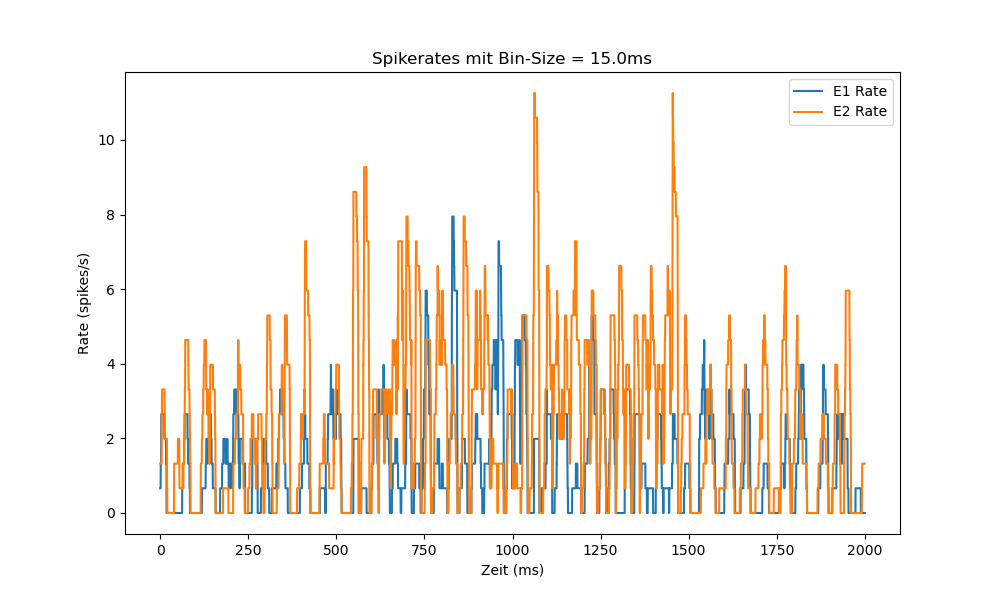 Spikerates mit Bin-Size = 15.0ms
E1 Rate
E2 Rate
Rate (spikes/s)
10
8
6
4
2
0
0 250 500 750 1000 1250 1500 1750 2000
Zeit (ms)